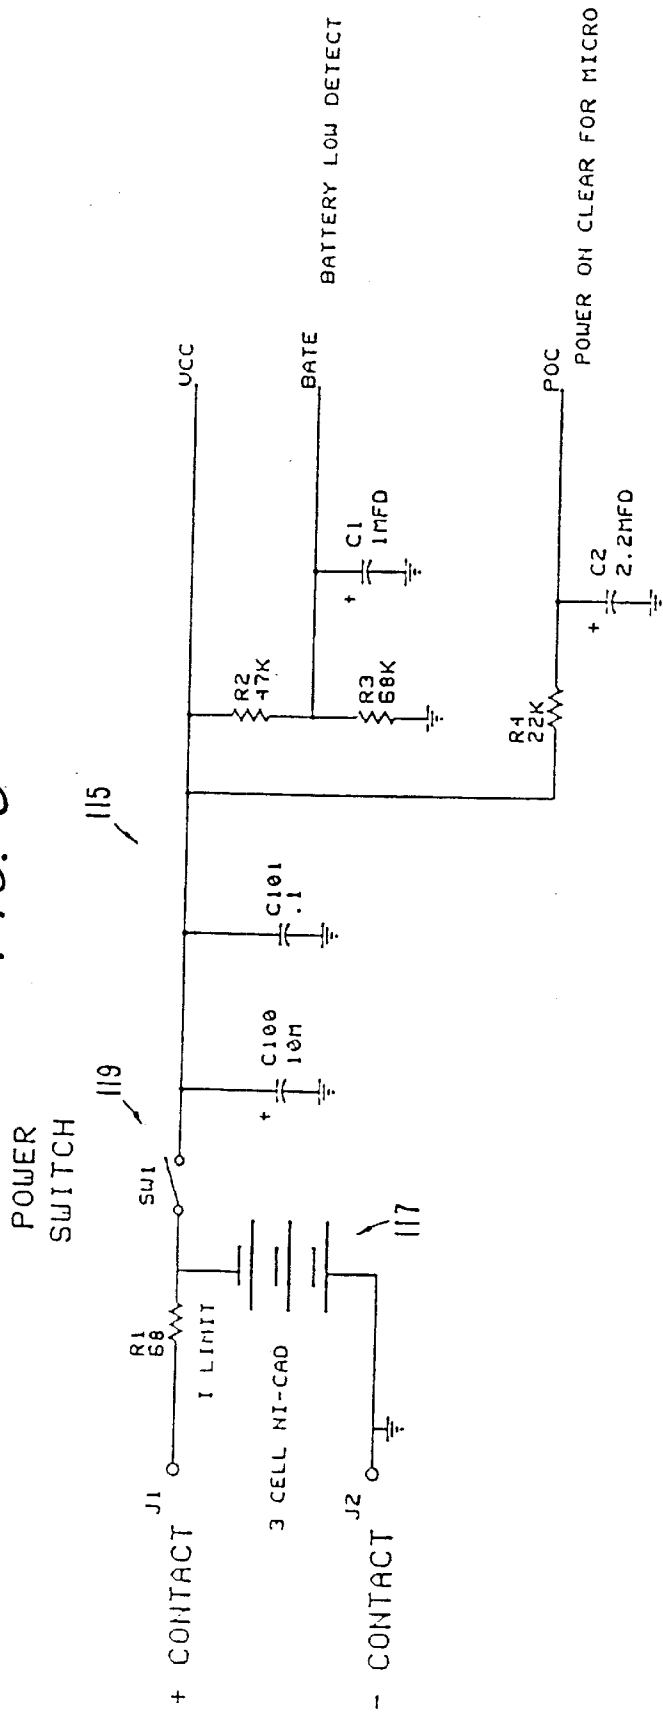 POWER
SWITCH
119
115
+ CONTACT
J1
R1
68
I LIMIT
SW1
3 CELL NI-CAD
117
- CONTACT
J2
+
C100
10M
C101
.1
VCC
R2
47K
R3
68K
+
C1
1MFD
BATE
BATTERY LOW DETECT
R4
22K
+
C2
2.2MFD
POC
POWER ON CLEAR FOR MICRO